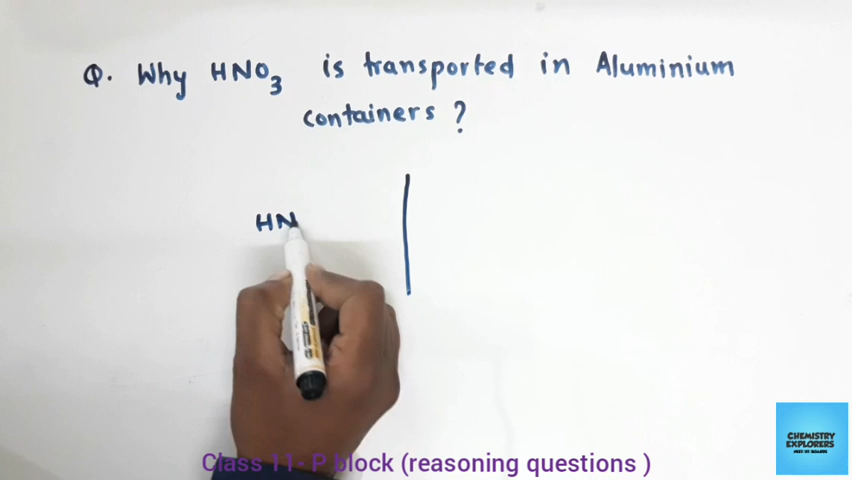 Q. Why HNO3 is transported in Aluminium
containers ?
HN
Class 11- P block (reasoning questions )
CHEMISTRY
EXPLORERS